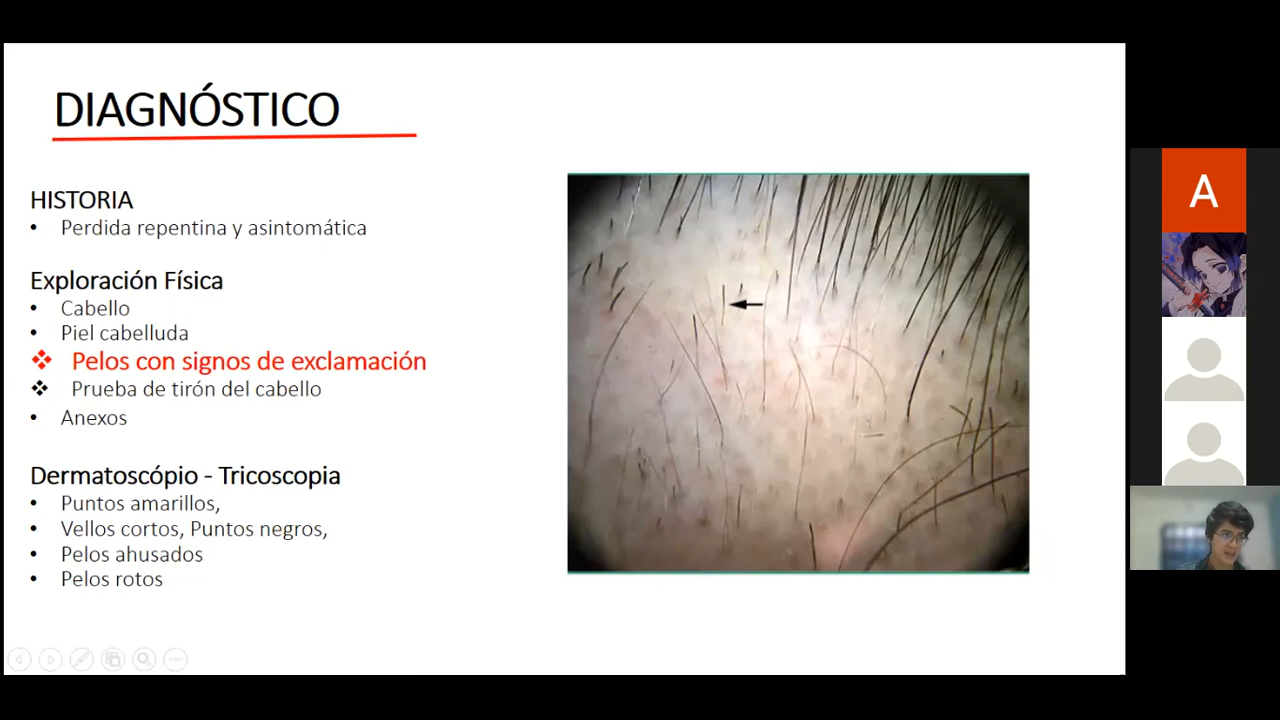 DIAGNÓSTICO
HISTORIA
• Perdida repentina y asintomática
Exploración Física
• Cabello
• Piel cabelluda
❖ Pelos con signos de exclamación
❖ Prueba de tirón del cabello
• Anexos
Dermatoscópio - Tricoscopia
• Puntos amarillos,
• Vellos cortos, Puntos negros,
• Pelos ahusados
• Pelos rotos
A